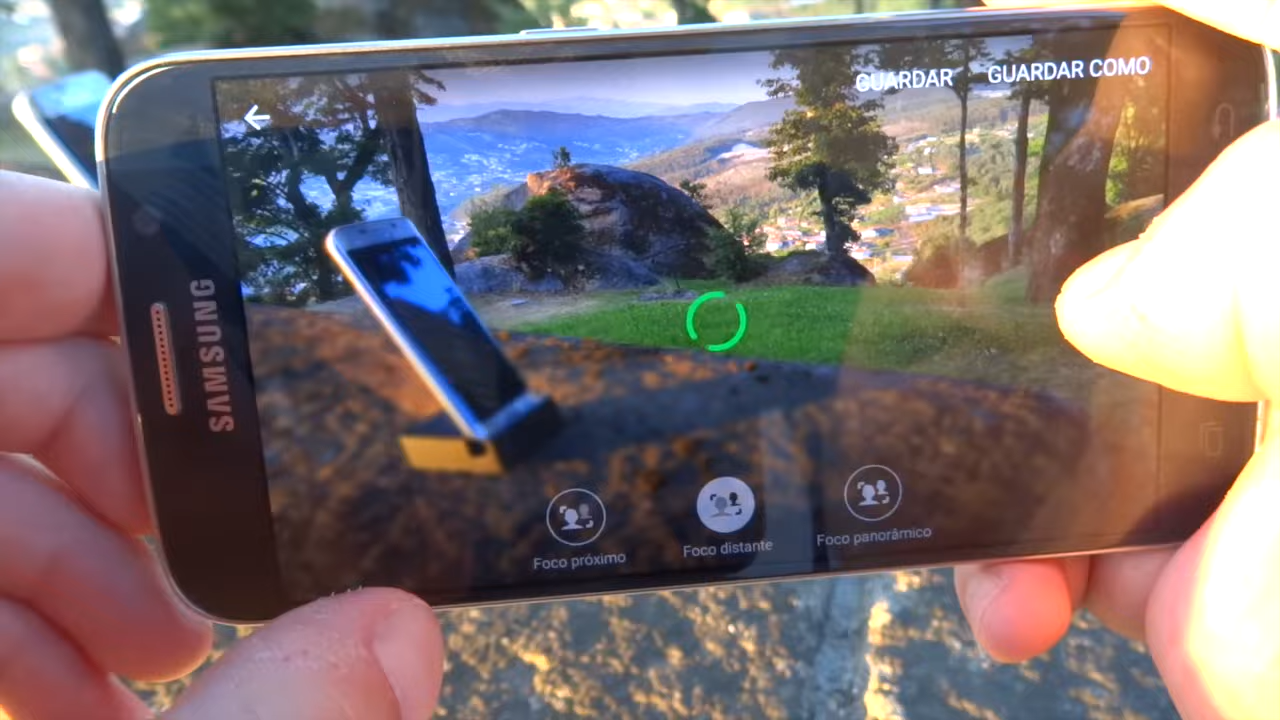 GUARDAR
GUARDAR COMO
SAMSUNG
Foco próximo
Foco distante
Foco panorâmico